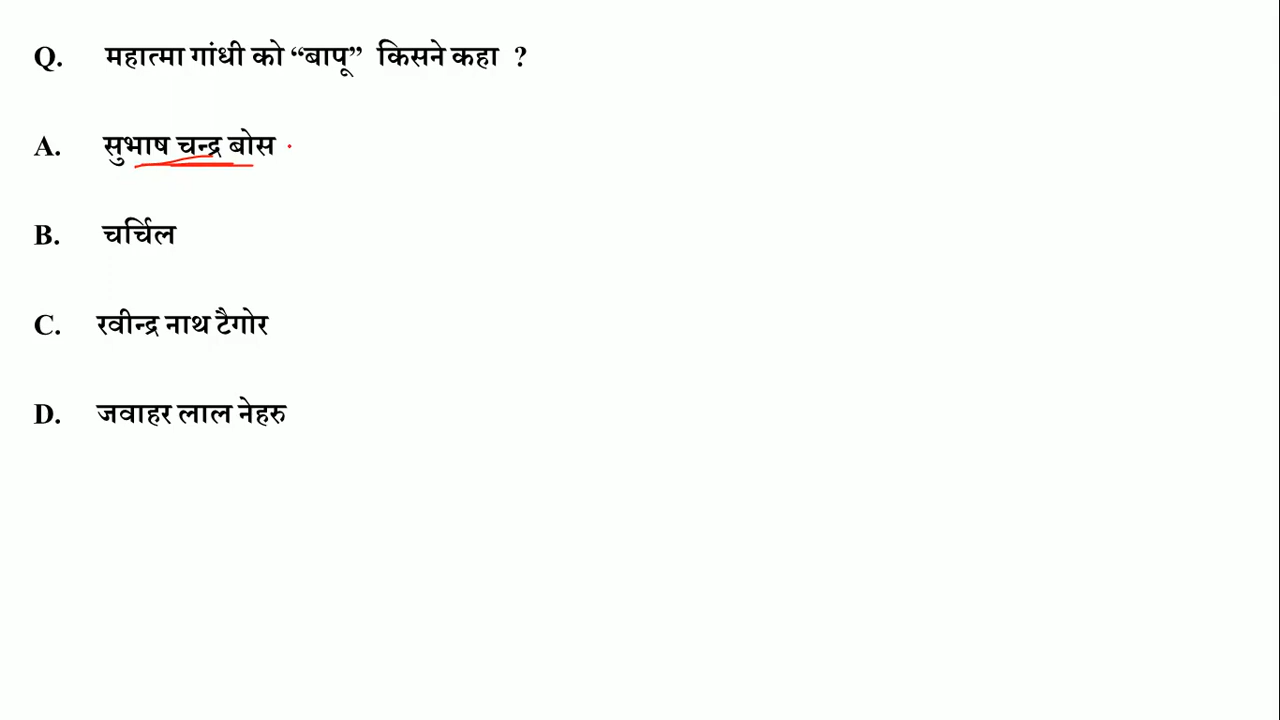 Q. महात्मा गांधी को “बापू” किसने कहा ?
A. सुभाष चन्द्र बोस
B. चर्चिल
C. रवीन्द्र नाथ टैगोर
D. जवाहर लाल नेहरु